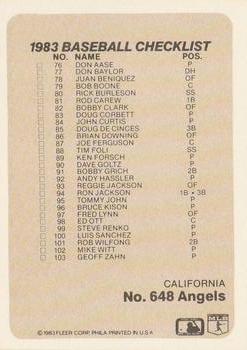 1983 BASEBALL CHECKLIST
NO. NAME POS.
76 DON AASE P
77 DON BAYLOR DH
78 JUAN BENIQUEZ OF
79 BOB BOONE C
80 RICK BURLESON SS
81 ROD CAREW 1B
82 BOBBY CLARK OF
83 DOUG CORBETT P
84 JOHN CURTIS P
85 DOUG DE CINCES 3B
86 BRIAN DOWNING OF
87 JOE FERGUSON C
88 TIM FOLI SS
89 KEN FORSCH P
90 DAVE GOLTZ P
91 BOBBY GRICH 2B
92 ANDY HASSLER P
93 REGGIE JACKSON OF
94 RON JACKSON 1B • 3B
95 TOMMY JOHN P
96 BRUCE KISON P
97 FRED LYNN OF
98 ED OTT C
99 STEVE RENKO P
100 LUIS SANCHEZ P
101 ROB WILFONG 2B
102 MIKE WITT P
103 GEOFF ZAHN P
CALIFORNIA
No. 648 Angels
© 1983 FLEER CORP. PHILA PRINTED IN U.S.A
MLB